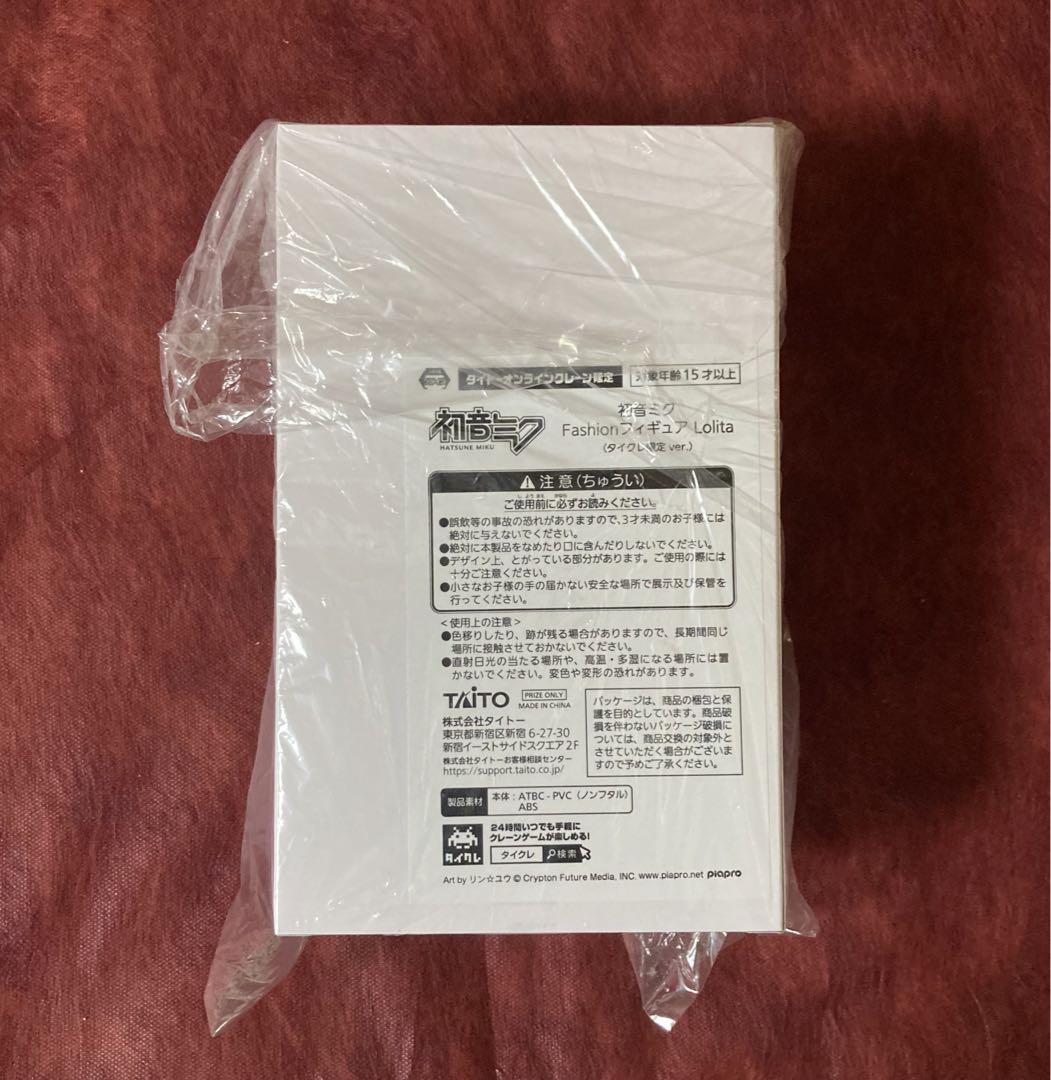 タイトーオンラインクレーン限定
対象年齢15才以上
初音ミク
HATSUNE MIKU
初音ミク
Fashionフィギュア Lolita
(タイクレ限定 ver.)
注意(ちゅうい)
ご使用前に必ずお読みください。
●誤飲等の事故の恐れがありますので、3才未満のお子様には
絶対に与えないでください。
●絶対に本製品をなめたり口に含んだりしないでください。
●デザイン上、とがっている部分があります。ご使用の際には
十分ご注意ください。
●小さなお子様の手の届かない安全な場所で展示及び保管を
行ってください。
<使用上の注意>
●色移りしたり、跡が残る場合がありますので、長期間同じ
場所に接触させておかないでください。
●直射日光の当たる場所や、高温・多湿になる場所には置
かないでください。変色や変形の恐れがあります。
TAITO
PRIZE ONLY
MADE IN CHINA
株式会社タイトー
東京都新宿区新宿 6-27-30
新宿イーストサイドスクエア 2F
株式会社タイトーお客様相談センター
https://support.taito.co.jp/
パッケージは、商品の梱包と保
護を目的としています。商品破
損を伴わないパッケージ破損に
ついては、商品交換の対象外と
させていただく場合がございま
すので予めご了承ください。
製品素材
本体:ATBC-PVC(ノンフタル)
ABS
タイクレ
24時間いつでも手軽に
クレーンゲームが楽しめる!
タイクレ 検索
Art by リン☆ユウ © Crypton Future Media, INC. www.piapro.net piapro